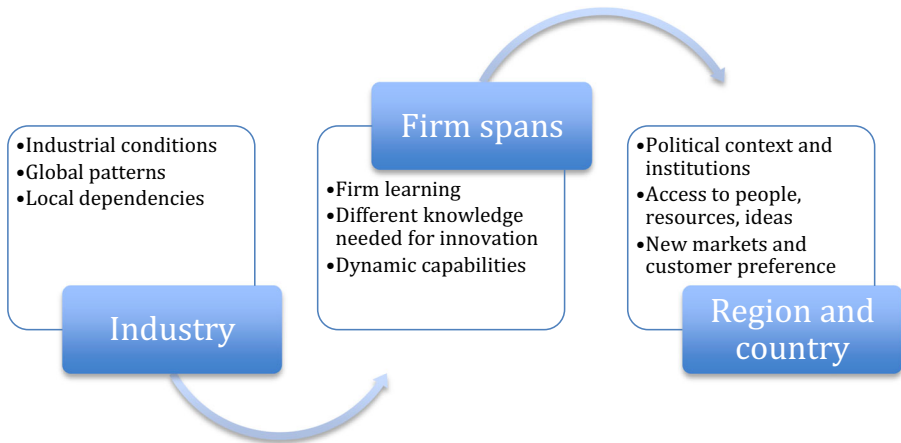 •Industrial conditions
•Global patterns
•Local dependencies
Industry
Firm spans
•Firm learning
•Different knowledge
needed for innovation
•Dynamic capabilities
•Political context and
institutions
•Access to people,
resources, ideas
•New markets and
customer preference
Region and
country